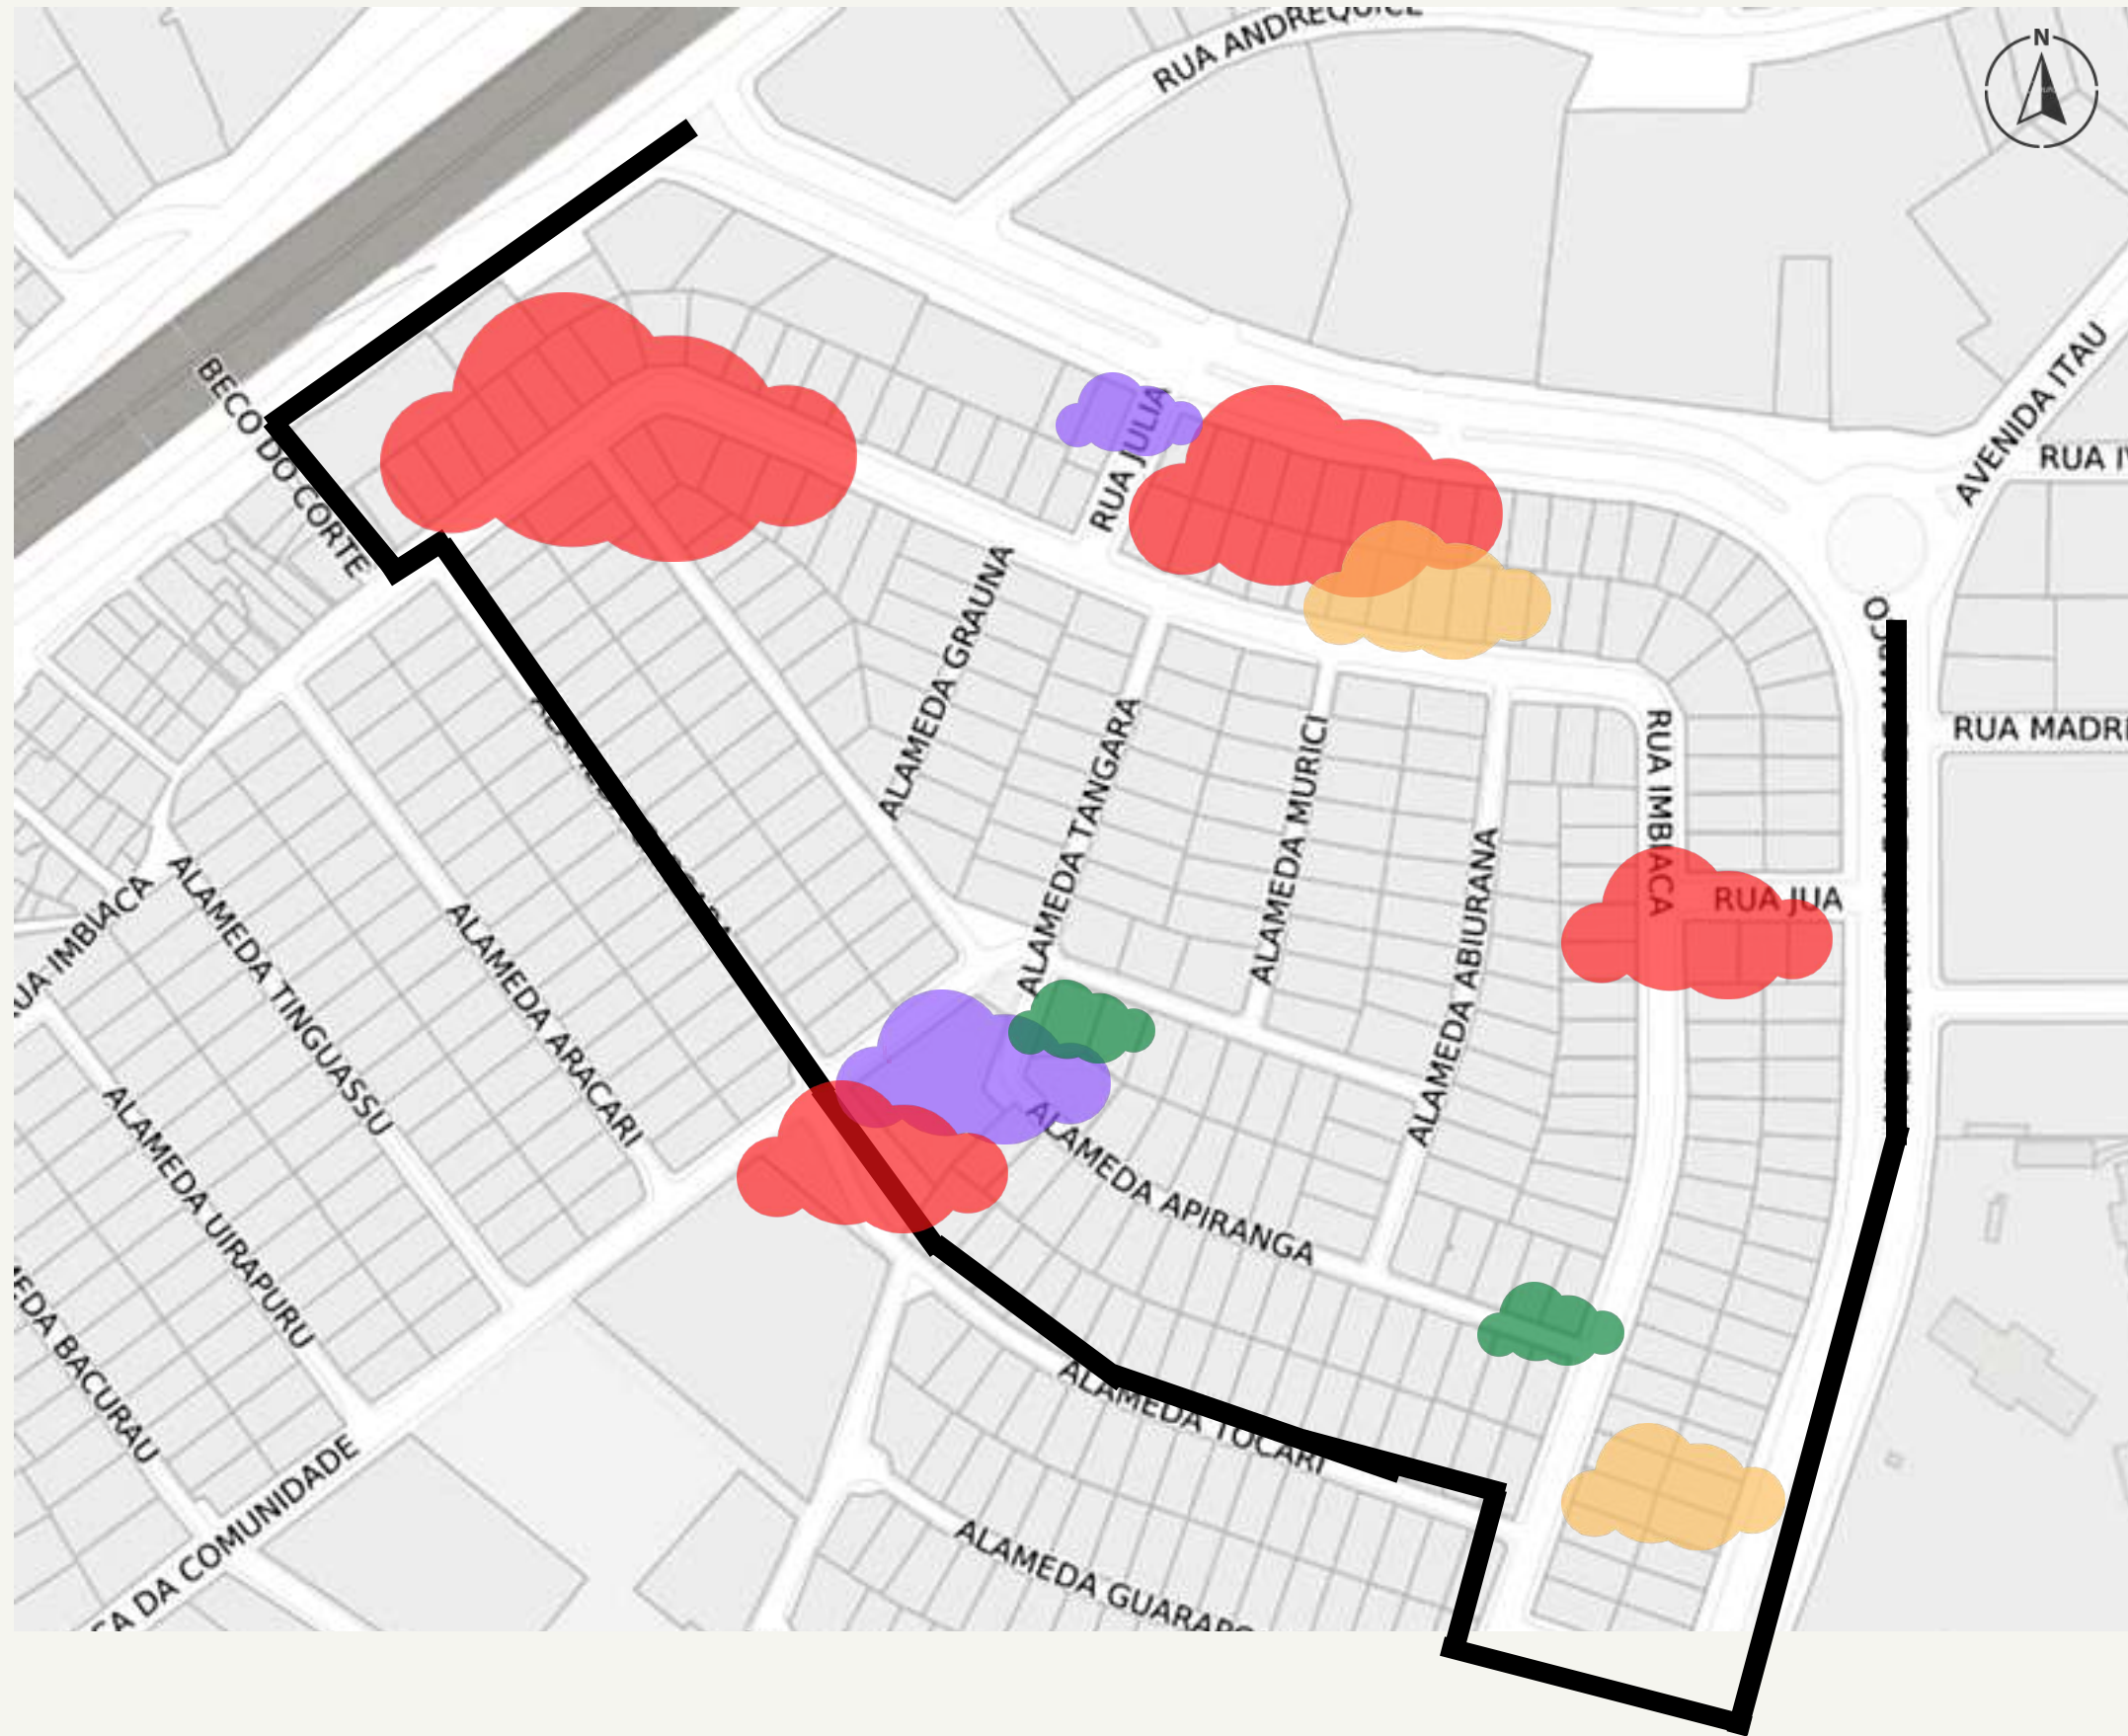 RUA ANDREQUICE
N
AVENIDA ITAU
BECO DO CORTE
RUA JULIA
ALAMEDA GRAUNA
ALAMEDA TANGARA
ALAMEDA MURICI
ALAMEDA ABIURANA
RUA IMBIACA
RUA JUA
RUA MADRI
RUA IMBIACA
ALAMEDA TINGUASSU
ALAMEDA ARACARI
ALAMEDA UIRAPURU
ALAMEDA APIRANGA
ALAMEDA TOCARI
MEDA BACURAU
CA DA COMUNIDADE
ALAMEDA GUARAPO